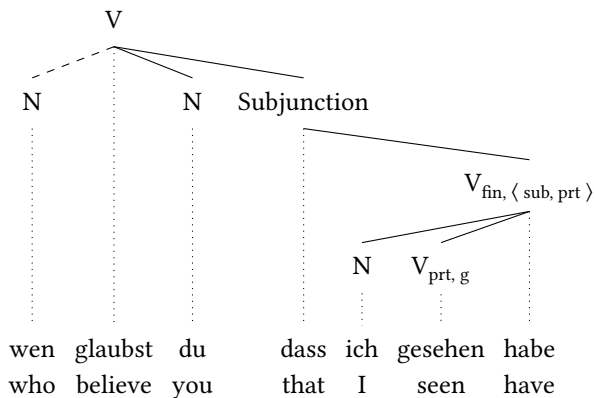 V
N N Subjunction
V fin, ⟨ sub, prt ⟩
N V prt, g
wen glaubst du dass ich gesehen habe
who believe you that I seen have